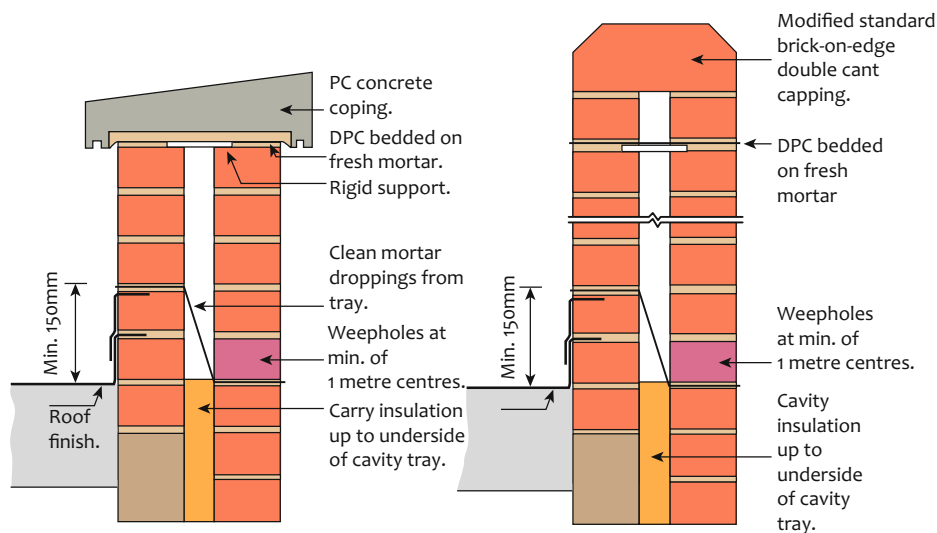 PC concrete
coping.
DPC bedded on
fresh mortar.
Rigid support.
Clean mortar
droppings from
tray.
Min. 150mm
Weepholes at
min. of
1 metre centres.
Roof
finish.
Carry insulation
up to underside
of cavity tray.
Modified standard
brick-on-edge
double cant
capping.
DPC bedded
on fresh
mortar
Min. 150mm
Weepholes
at min. of
1 metre centres.
Cavity
insulation
up to
underside
of cavity
tray.